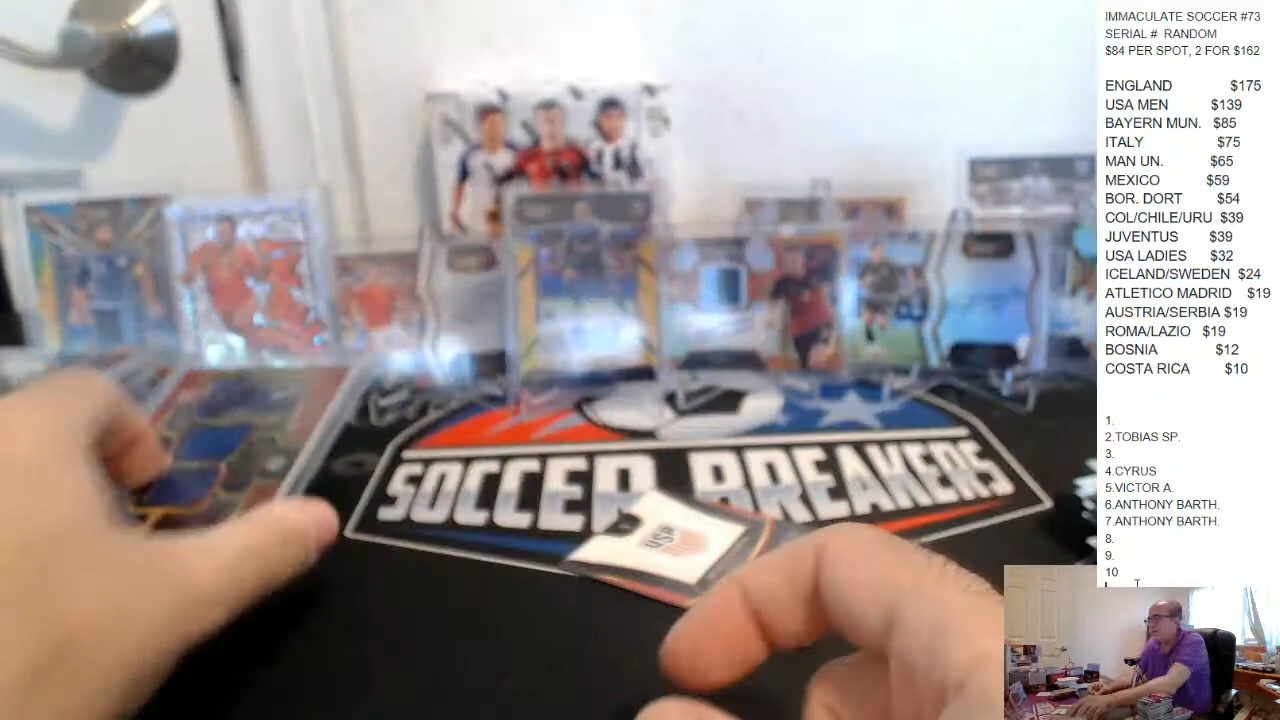 IMMACULATE SOCCER #73
SERIAL # RANDOM
$84 PER SPOT, 2 FOR $162
ENGLAND $175
USA MEN $139
BAYERN MUN. $85
ITALY $75
MAN UN. $65
MEXICO $59
BOR. DORT $54
COL/CHILE/URU $39
JUVENTUS $39
USA LADIES $32
ICELAND/SWEDEN $24
ATLETICO MADRID $19
AUSTRIA/SERBIA $19
ROMA/LAZIO $19
BOSNIA $12
COSTA RICA $10
1.
2.TOBIAS SP.
3.
4.CYRUS
5.VICTOR A.
6.ANTHONY BARTH.
7.ANTHONY BARTH.
8.
9.
10.
SOCCER BREAKERS
USA